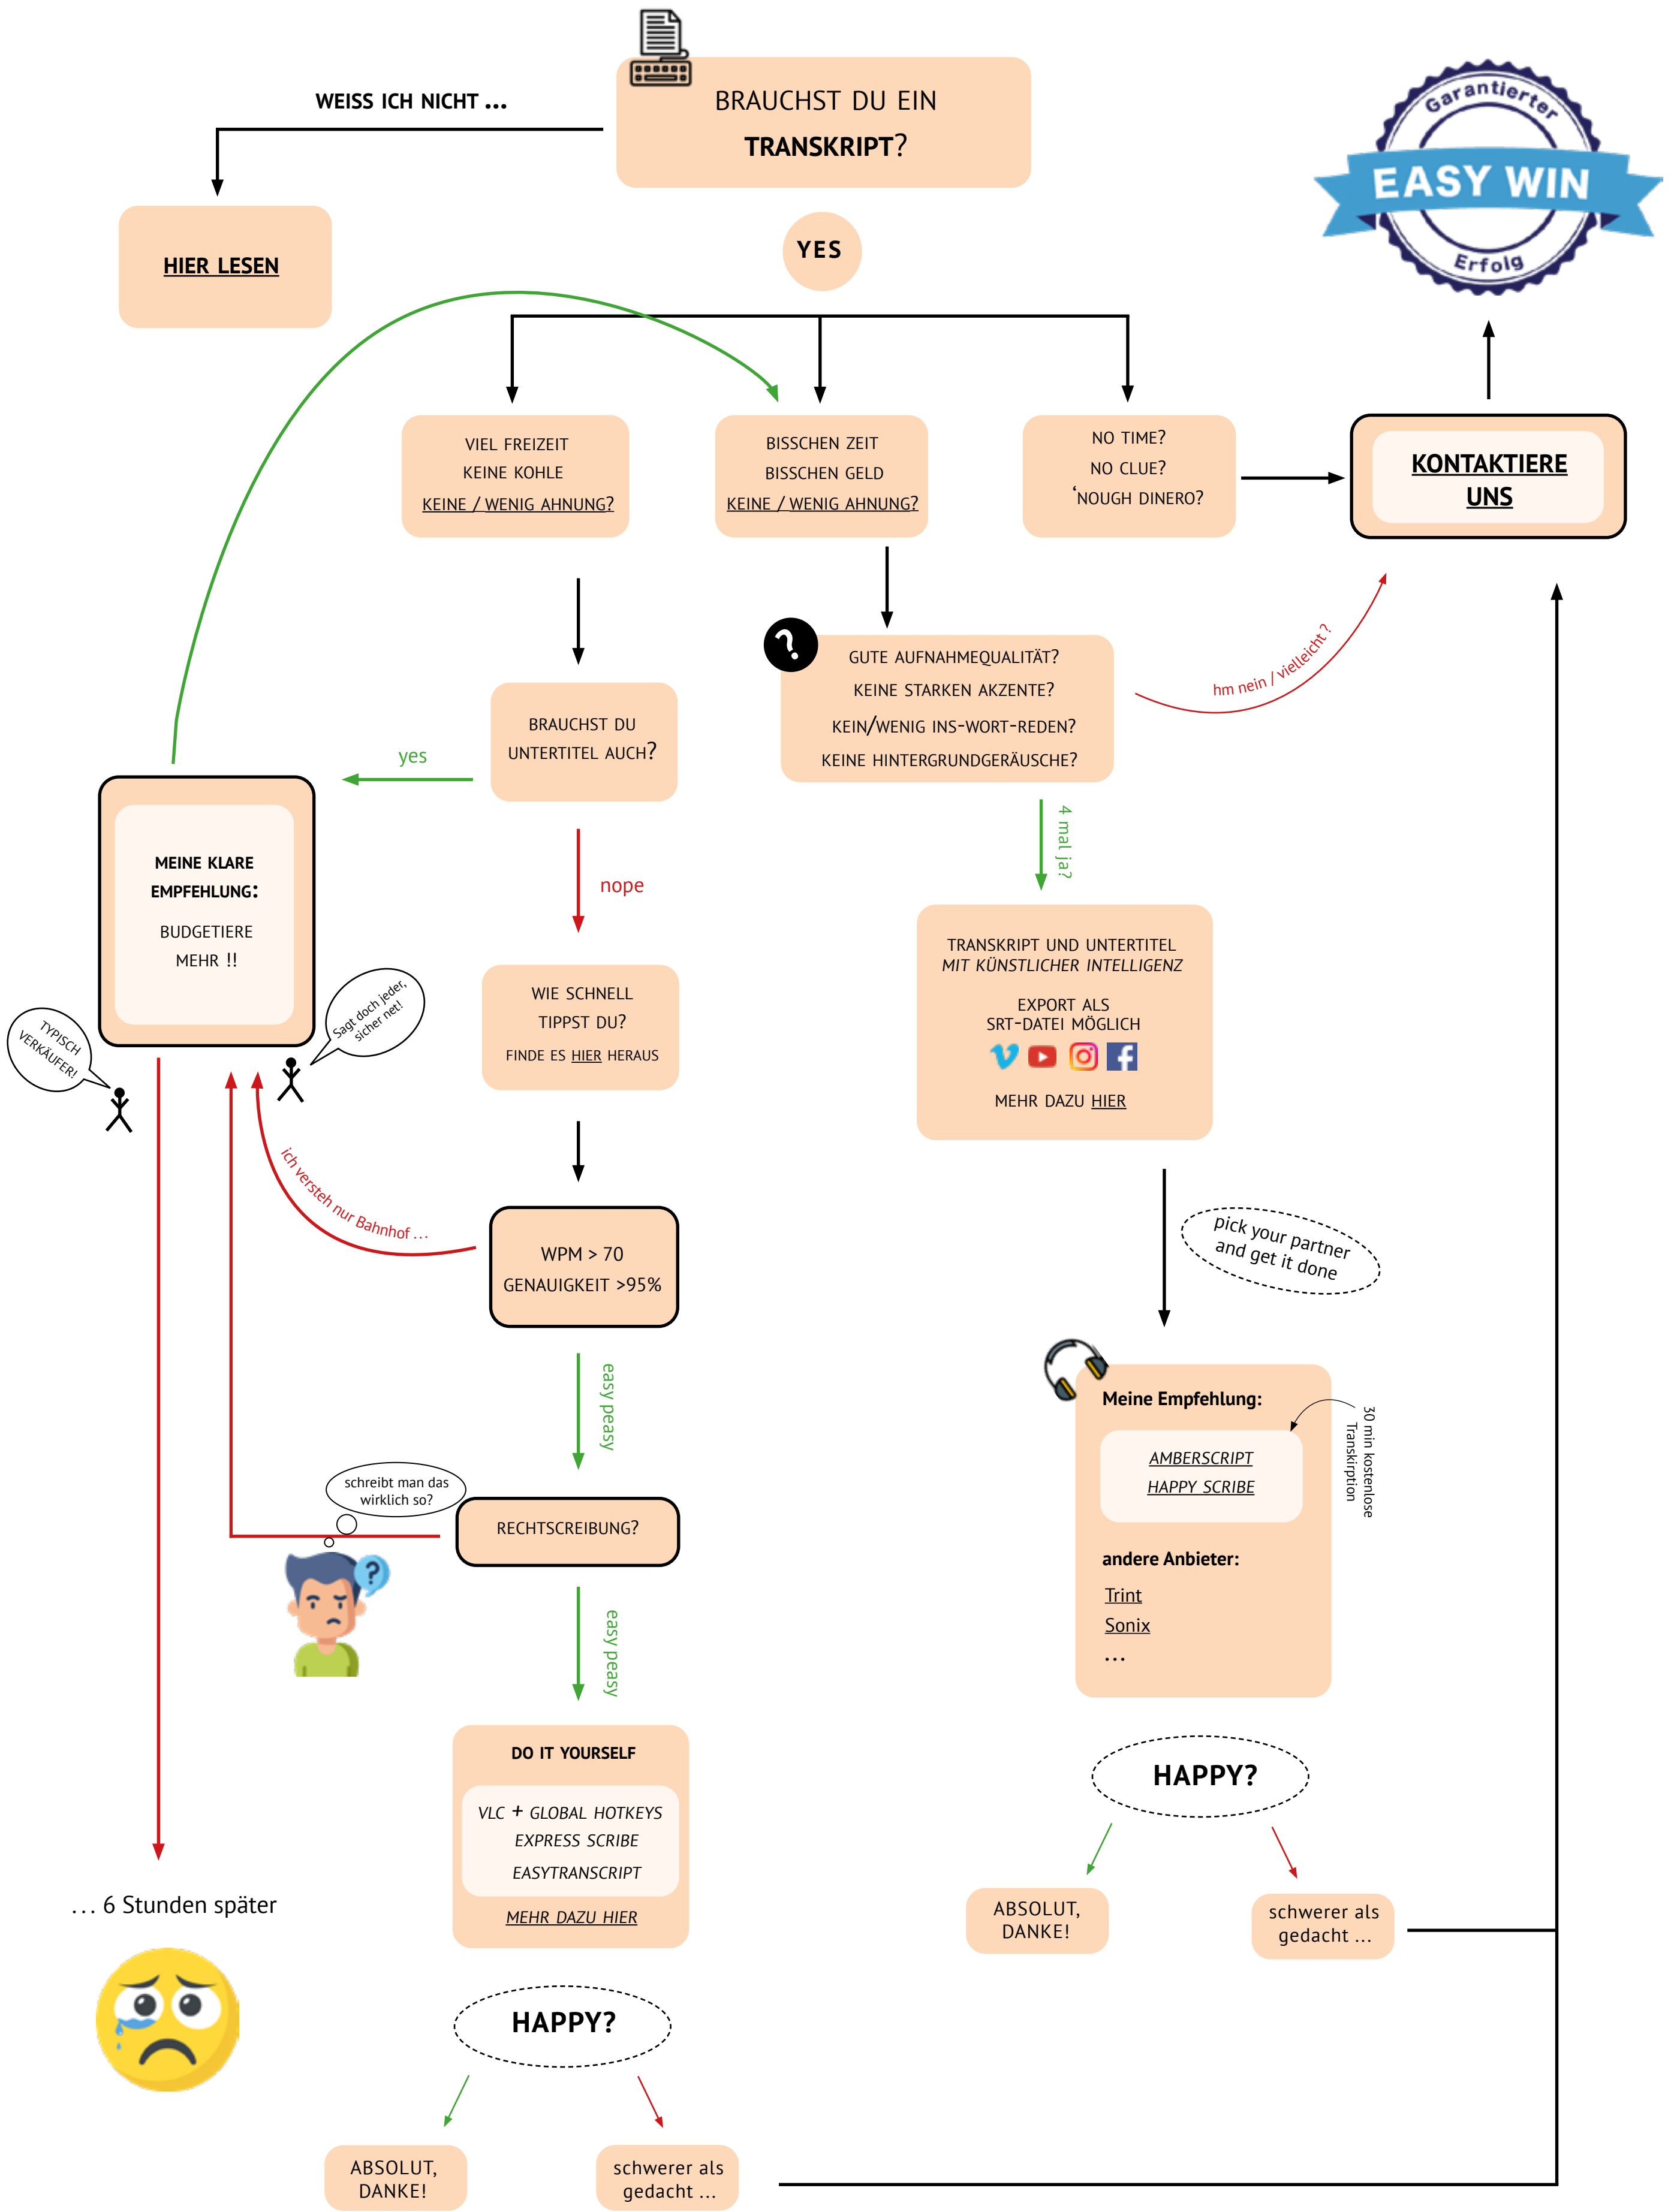 BRAUCHST DU EIN
TRANSKRIPT?
WEISS ICH NICHT ...
HIER LESEN
YES
Garantierter
EASY WIN
Erfolg
VIEL FREIZEIT
KEINE KOHLE
KEINE / WENIG AHNUNG?
BISSCHEN ZEIT
BISSCHEN GELD
KEINE / WENIG AHNUNG?
NO TIME?
NO CLUE?
‘NOUGH DINERO?
KONTAKTIERE
UNS
?
GUTE AUFNAHMEQUALITÄT?
KEINE STARKEN AKZENTE?
KEIN/WENIG INS-WORT-REDEN?
KEINE HINTERGRUNDGERÄUSCHE?
hm nein / vielleicht ?
BRAUCHST DU
UNTERTITEL AUCH?
yes
nope
4 mal ja?
MEINE KLARE
EMPFEHLUNG:
BUDGETIERE
MEHR !!
TYPISCH
VERKÄUFER!
Sagt doch jeder,
sicher net!
WIE SCHNELL
TIPPST DU?
FINDE ES HIER HERAUS
TRANSKRIPT UND UNTERTITEL
MIT KÜNSTLICHER INTELLIGENZ
EXPORT ALS
SRT-DATEI MÖGLICH
MEHR DAZU HIER
ich versteh nur Bahnhof ...
WPM > 70
GENAUIGKEIT >95%
pick your partner
and get it done
easy peasy
Meine Empfehlung:
AMBERSCRIPT
HAPPY SCRIBE
30 min kostenlose
Transkirption
andere Anbieter:
Trint
Sonix
...
schreibt man das
wirklich so?
RECHTSCREIBUNG?
?
easy peasy
DO IT YOURSELF
VLC + GLOBAL HOTKEYS
EXPRESS SCRIBE
EASYTRANSCRIPT
MEHR DAZU HIER
HAPPY?
ABSOLUT,
DANKE!
schwerer als
gedacht ...
... 6 Stunden später
HAPPY?
ABSOLUT,
DANKE!
schwerer als
gedacht ...